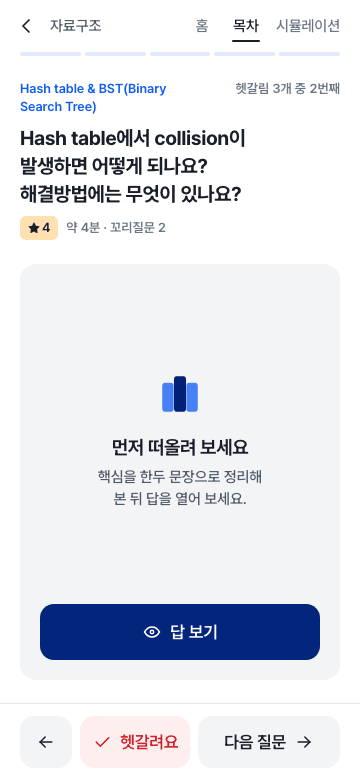 자료구조
홈
목차
시뮬레이션
Hash table & BST(Binary
Search Tree)
헷갈림 3개 중 2번째
Hash table에서 collision이
발생하면 어떻게 되나요?
해결방법에는 무엇이 있나요?
4
약 4분 · 꼬리질문 2
먼저 떠올려 보세요
핵심을 한두 문장으로 정리해
본 뒤 답을 열어 보세요.
답 보기
헷갈려요
다음 질문